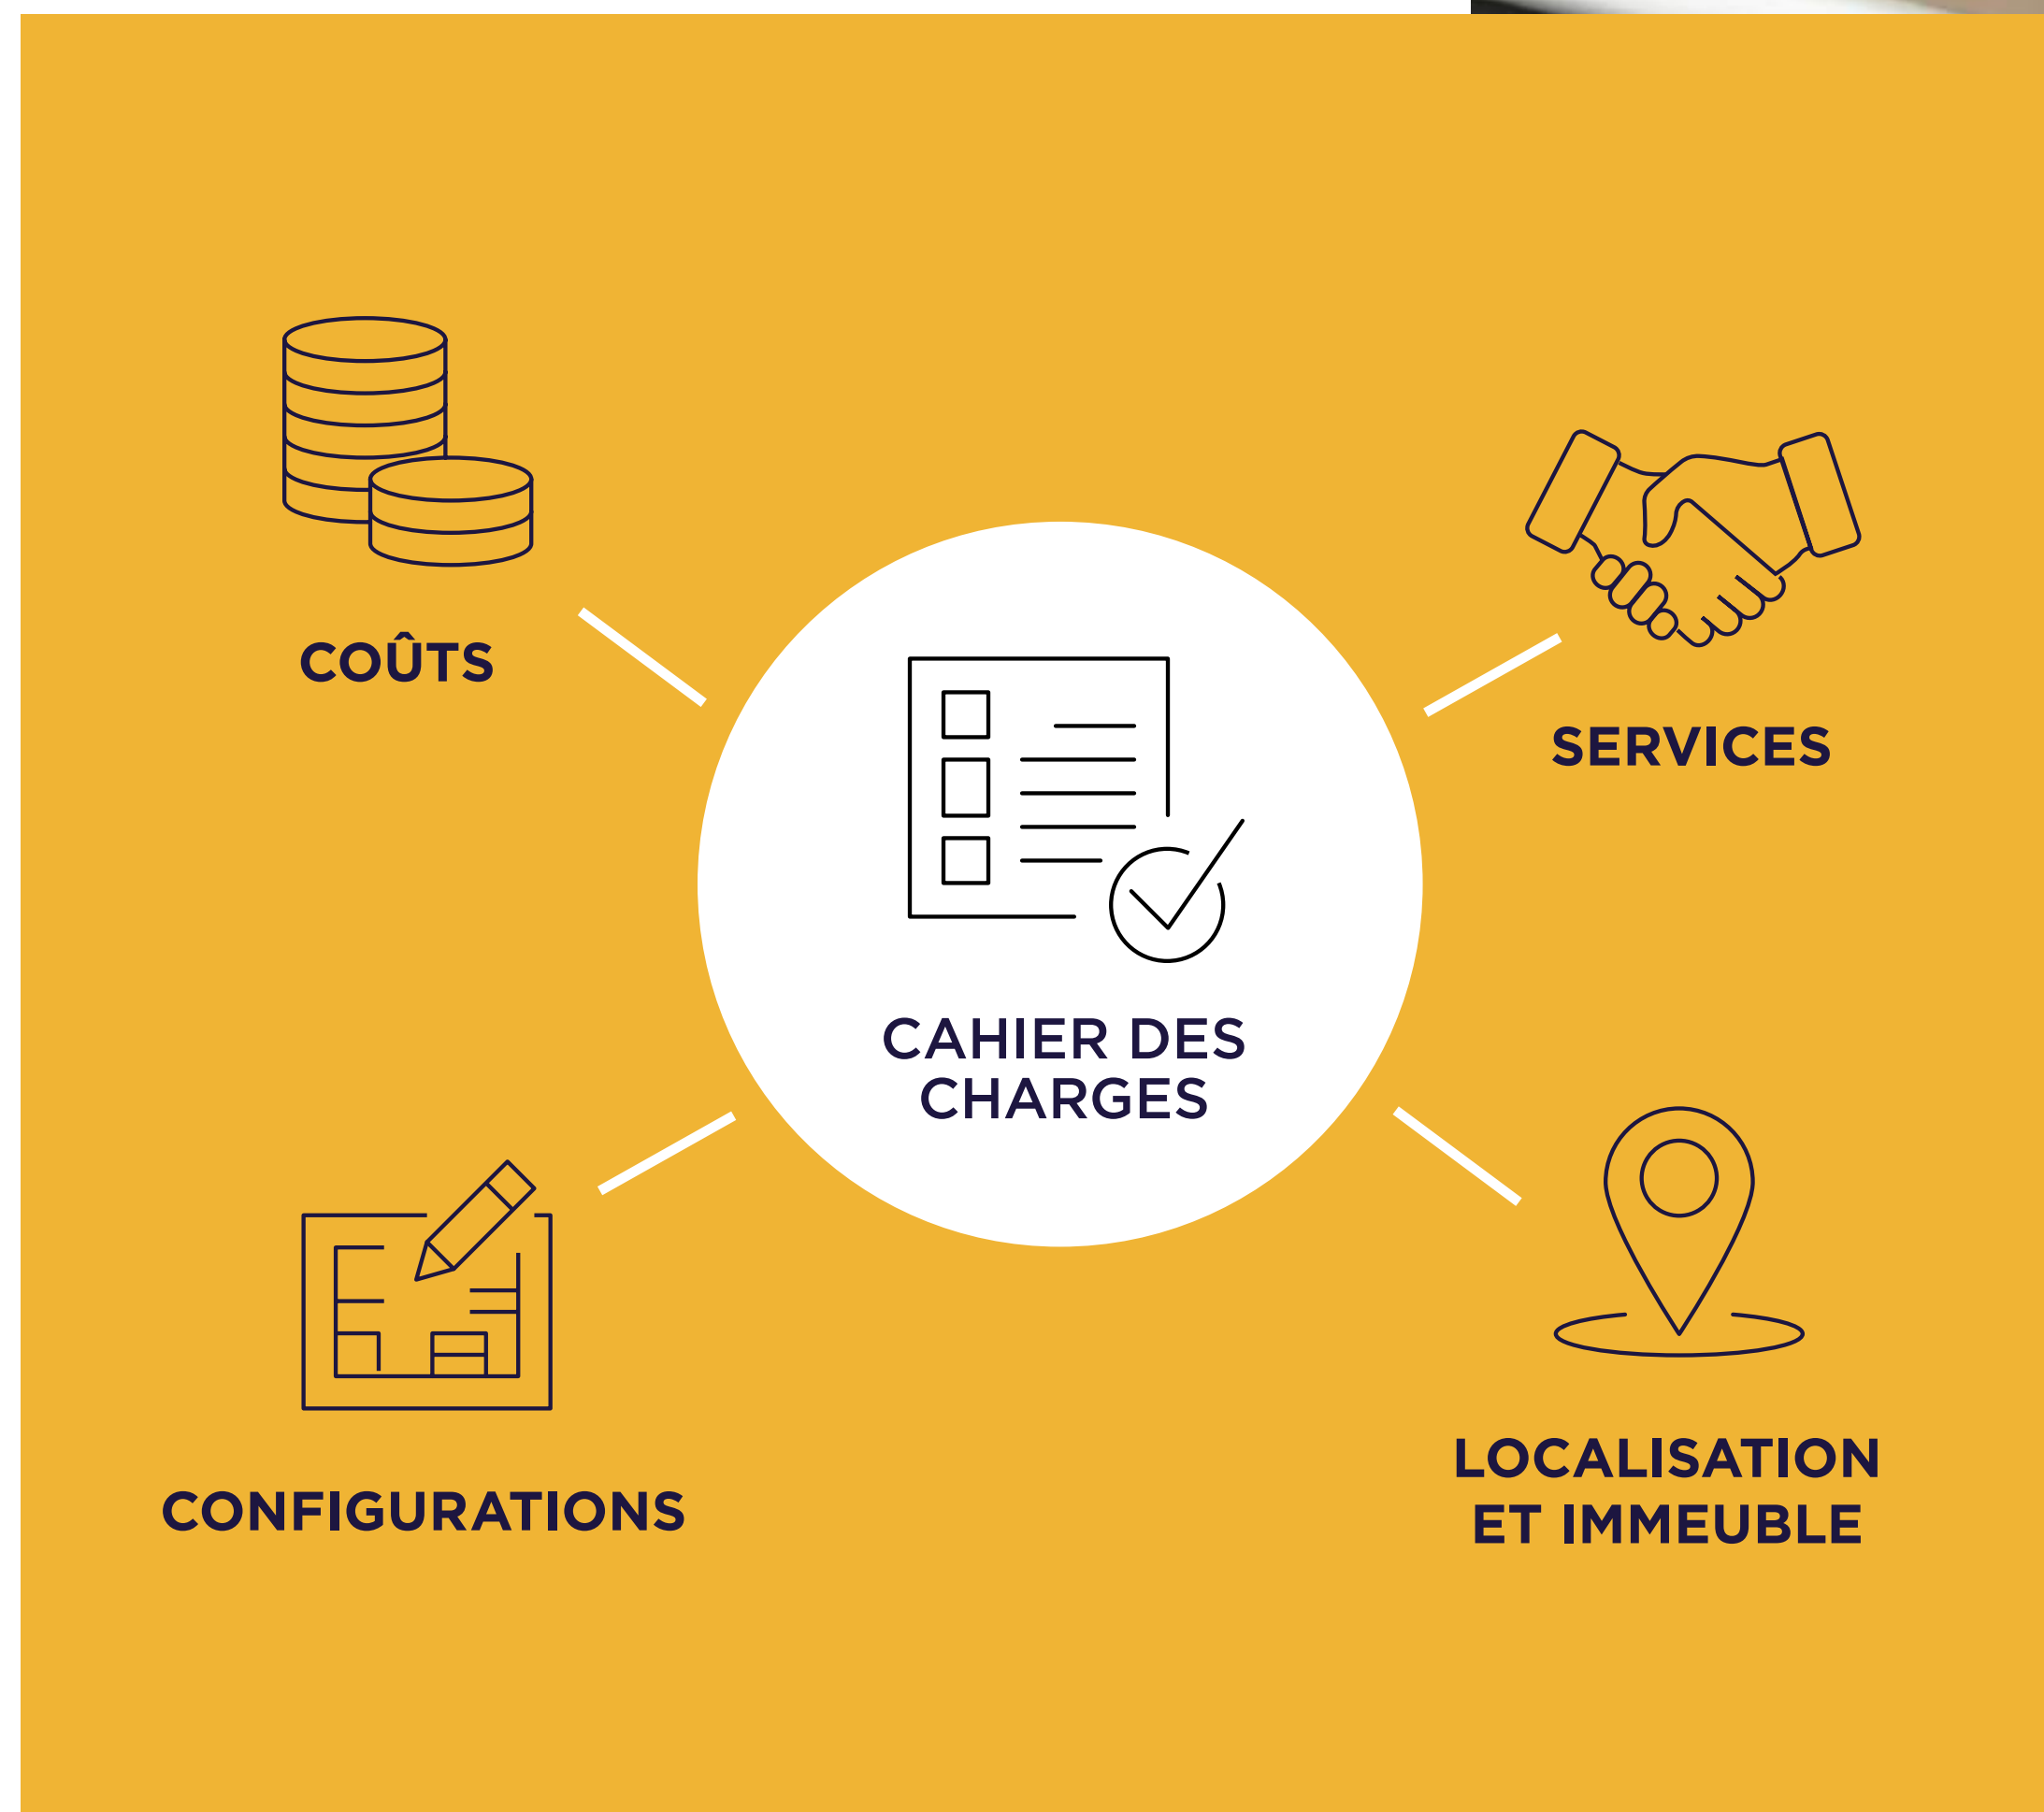 COÛTS
SERVICES
CAHIER DES
CHARGES
CONFIGURATIONS
LOCALISATION
ET IMMEUBLE